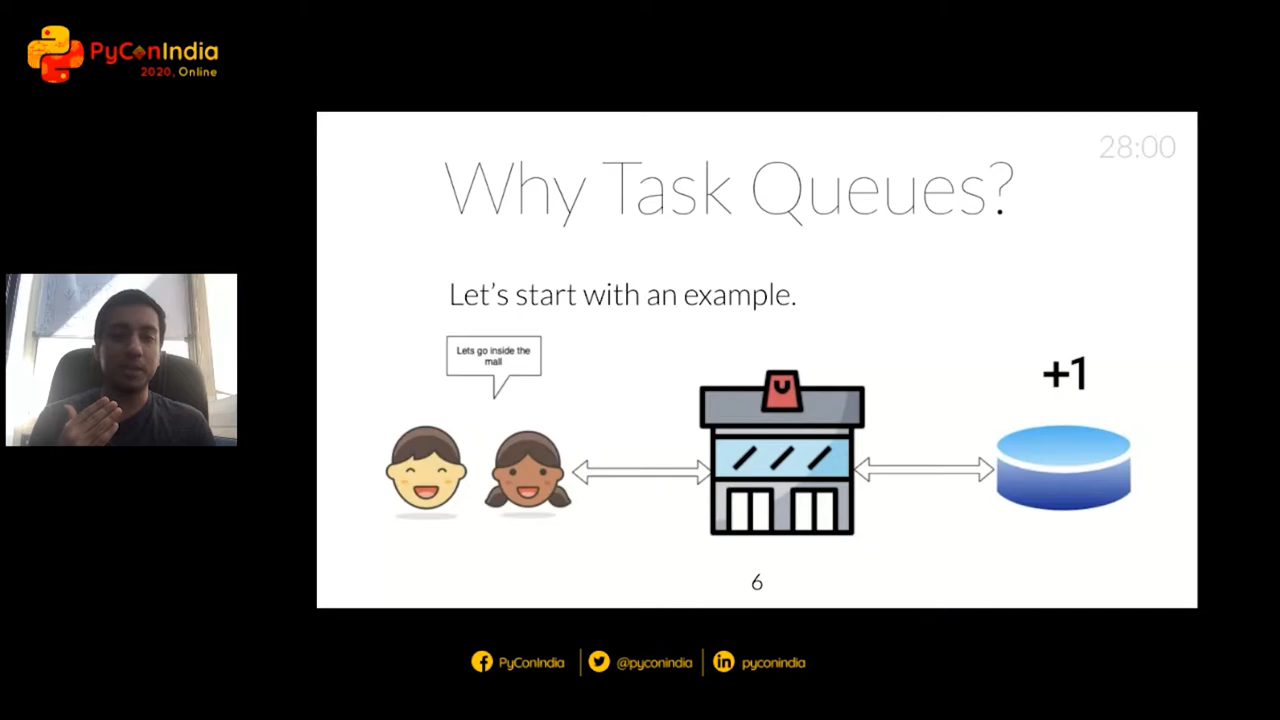 PyConIndia
2020, Online
28:00
Why Task Queues?
Let's start with an example.
Lets go inside the
mall
+1
6
PyConIndia
@pyconindia
pyconindia